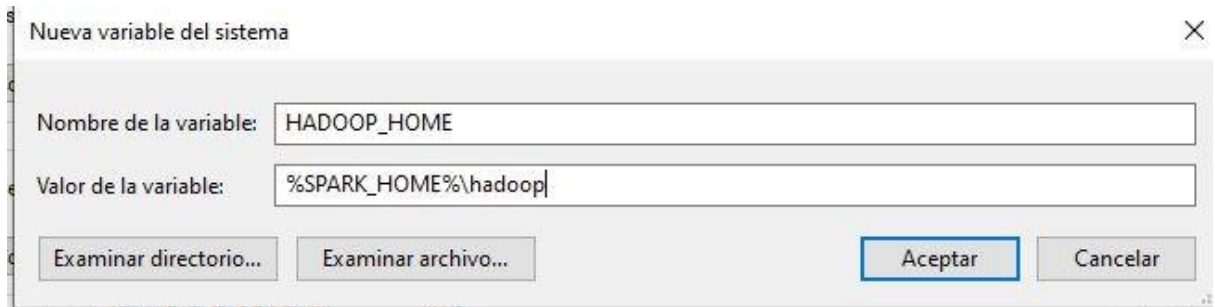 Nueva variable del sistema
Nombre de la variable: HADOOP_HOME
Valor de la variable: %SPARK_HOME%\hadoop
Examinar directorio... Examinar archivo... Aceptar Cancelar